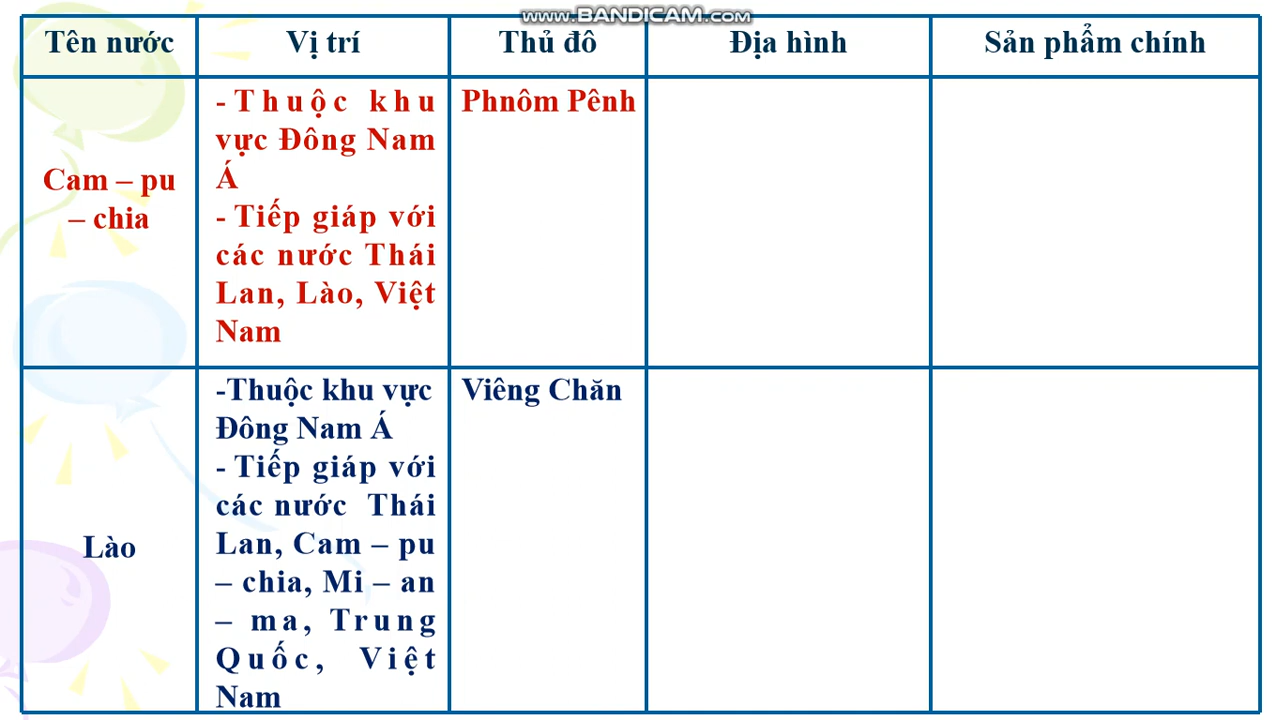 www.BANDICAM.com
Tên nước
Vị trí
Thủ đô
Địa hình
Sản phẩm chính
Cam – pu
– chia
- Thuộc khu
vực Đông Nam
Á
- Tiếp giáp với
các nước Thái
Lan, Lào, Việt
Nam
Phnôm Pênh
Lào
-Thuộc khu vực
Đông Nam Á
- Tiếp giáp với
các nước Thái
Lan, Cam – pu
– chia, Mi – an
– ma, Trung
Quốc, Việt
Nam
Viêng Chăn